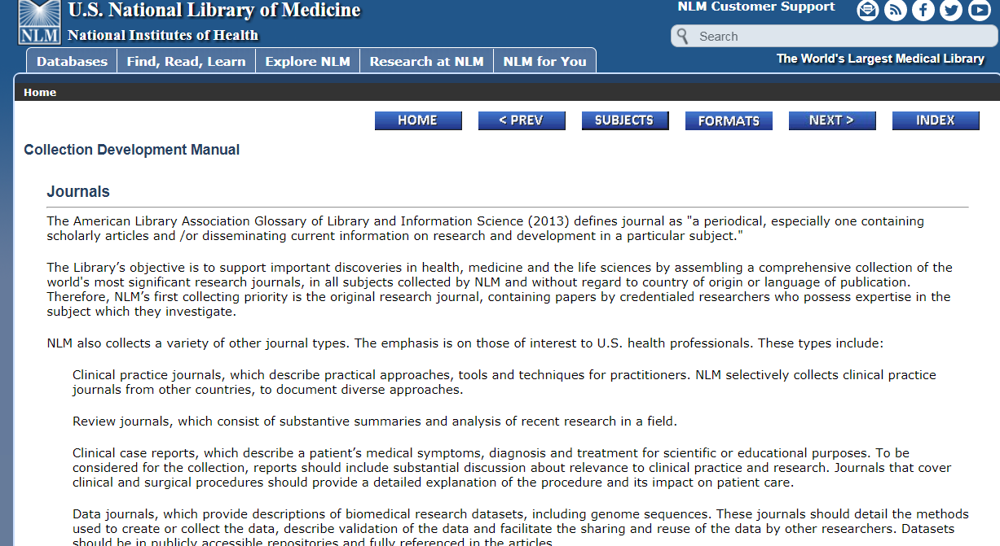 U.S. National Library of Medicine
NLM Customer Support
NLM
National Institutes of Health
Search
Databases Find, Read, Learn Explore NLM Research at NLM NLM for You
The World's Largest Medical Library
Home
HOME < PREV SUBJECTS FORMATS NEXT > INDEX
Collection Development Manual
Journals
The American Library Association Glossary of Library and Information Science (2013) defines journal as "a periodical, especially one containing
scholarly articles and /or disseminating current information on research and development in a particular subject."
The Library’s objective is to support important discoveries in health, medicine and the life sciences by assembling a comprehensive collection of the
world's most significant research journals, in all subjects collected by NLM and without regard to country of origin or language of publication.
Therefore, NLM’s first collecting priority is the original research journal, containing papers by credentialed researchers who possess expertise in the
subject which they investigate.
NLM also collects a variety of other journal types. The emphasis is on those of interest to U.S. health professionals. These types include:
Clinical practice journals, which describe practical approaches, tools and techniques for practitioners. NLM selectively collects clinical practice
journals from other countries, to document diverse approaches.
Review journals, which consist of substantive summaries and analysis of recent research in a field.
Clinical case reports, which describe a patient’s medical symptoms, diagnosis and treatment for scientific or educational purposes. To be
considered for the collection, reports should include substantial discussion about relevance to clinical practice and research. Journals that cover
clinical and surgical procedures should provide a detailed explanation of the procedure and its impact on patient care.
Data journals, which provide descriptions of biomedical research datasets, including genome sequences. These journals should detail the methods
used to create or collect the data, describe validation of the data and facilitate the sharing and reuse of the data by other researchers. Datasets
should be in publicly accessible repositories and fully referenced in the articles.